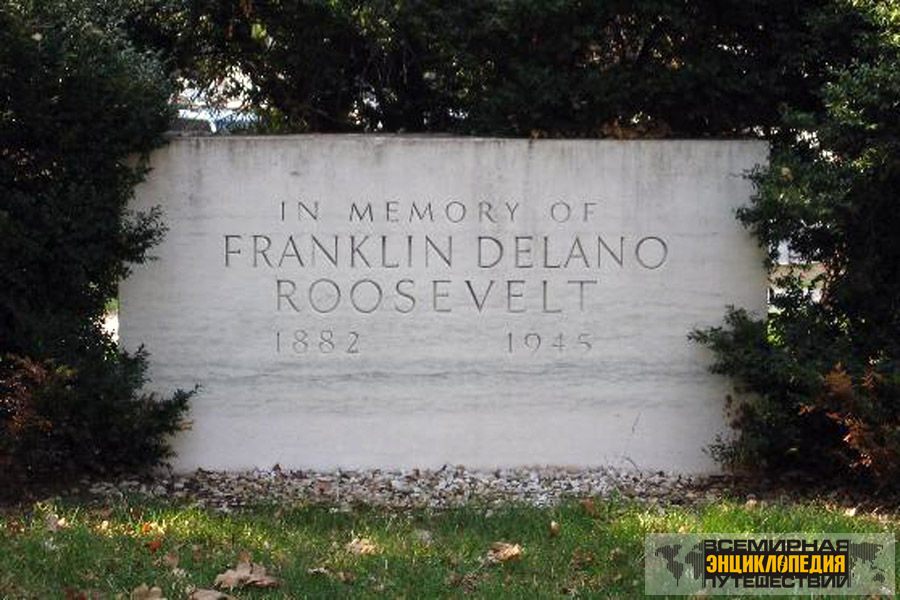 IN MEMORY OF
FRANKLIN DELANO
ROOSEVELT
1882 1945
ВСЕМИРНАЯ
ЭНЦИКЛОПЕДИЯ
ПУТЕШЕСТВИЙ